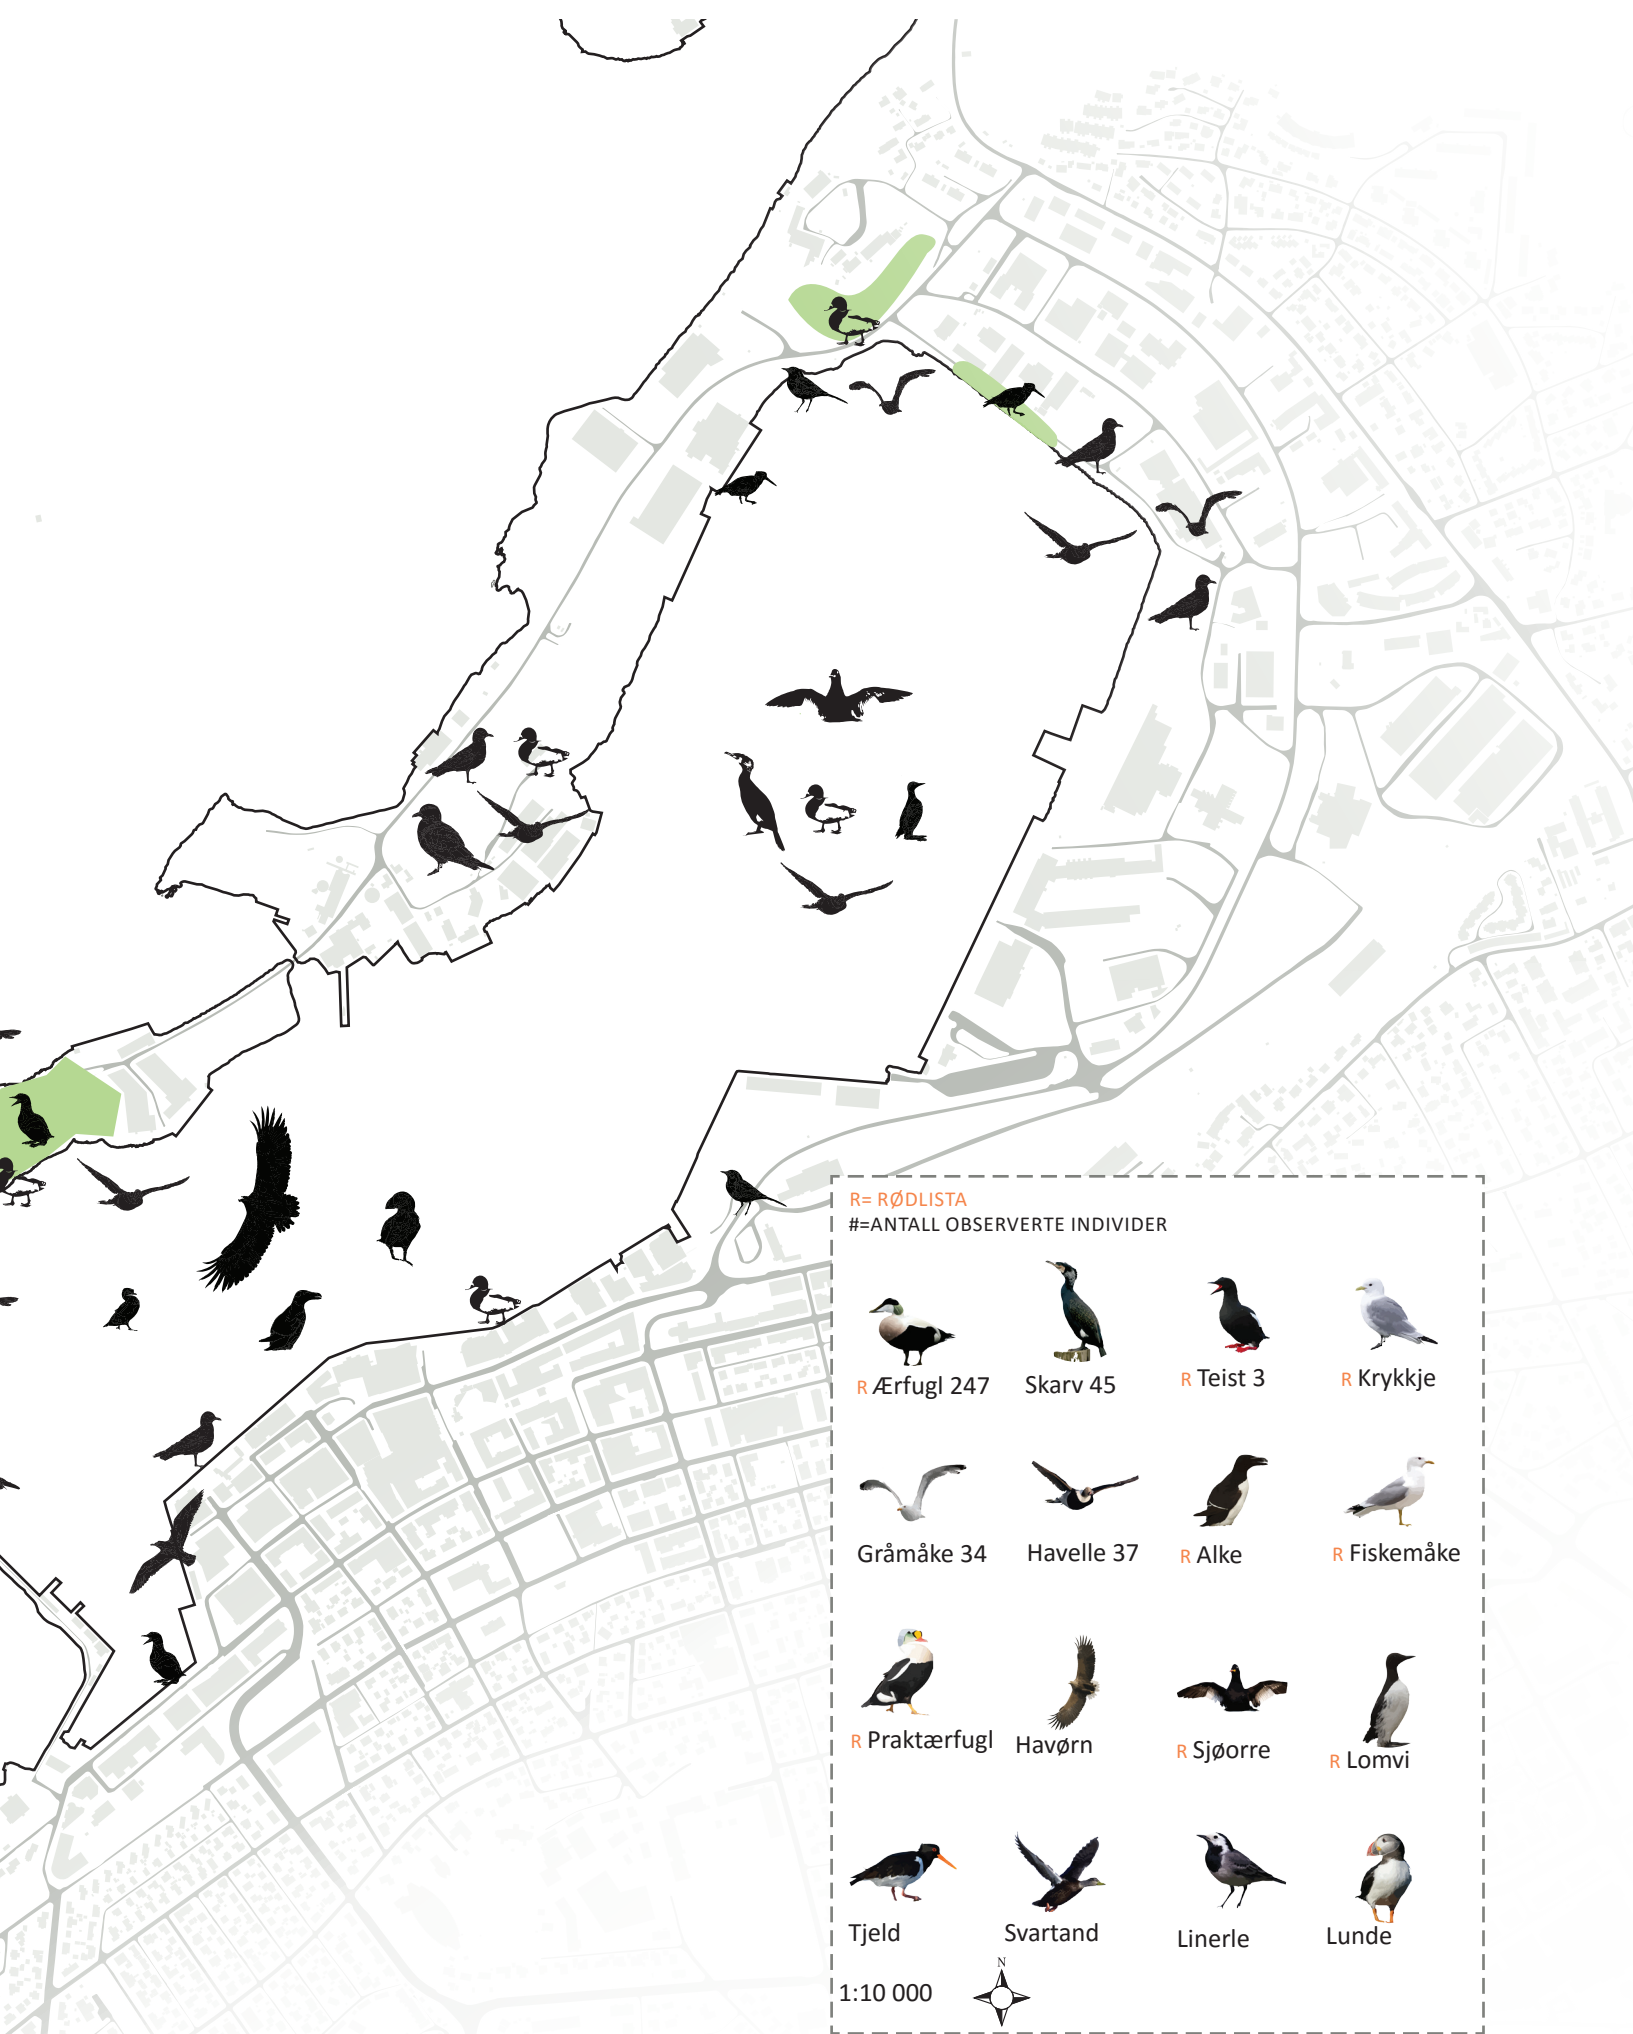 R= RØDLISTA
#=ANTALL OBSERVERTE INDIVIDER
R Ærfugl 247
Skarv 45
R Teist 3
R Krykkje
Gråmåke 34
Havelle 37
R Alke
R Fiskemåke
R Praktærfugl
Havørn
R Sjøorre
R Lomvi
Tjeld
Svartand
Linerle
Lunde
N
1:10 000